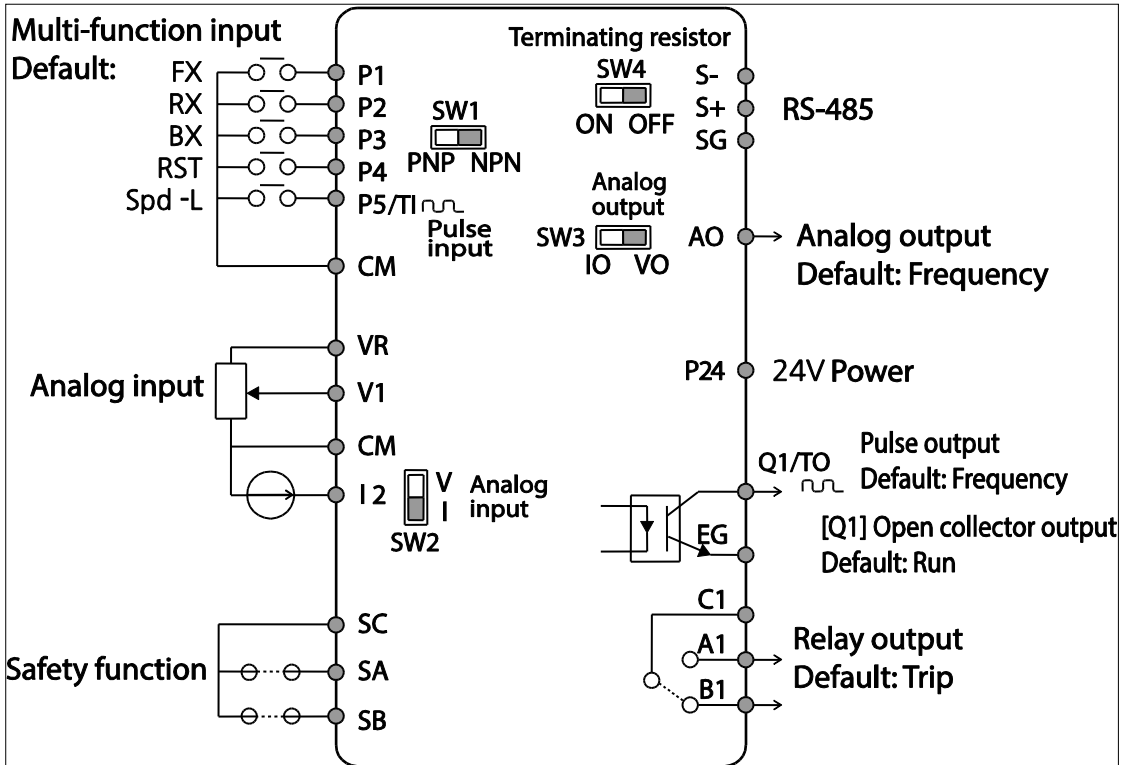 Multi-function input
Default:
FX
P1
RX
P2
BX
P3
RST
P4
Spd -L
P5/TI
Pulse
input
CM
SW1
PNP NPN
Terminating resistor
SW4
ON OFF
S-
S+
SG
RS-485
Analog
output
SW3
IO VO
AO
Analog output
Default: Frequency
Analog input
VR
V1
CM
I2
V
I
Analog
input
SW2
P24
24V Power
Q1/TO
Pulse output
Default: Frequency
EG
[Q1] Open collector output
Default: Run
Safety function
SC
SA
SB
C1
A1
B1
Relay output
Default: Trip